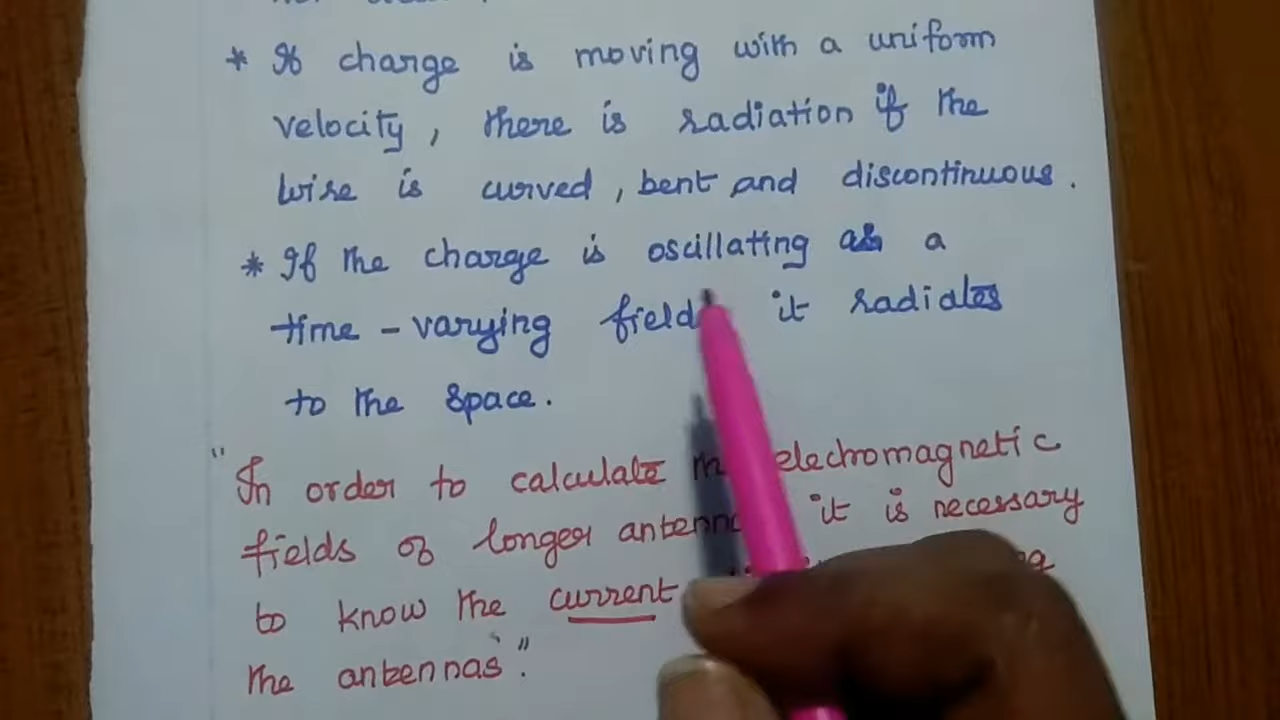 * If charge is moving with a uniform
velocity, there is radiation if the
wire is curved, bent and discontinuous.
* If the charge is oscillating as a
time-varying field it radiates
to the space.
"In order to calculate electromagnetic
fields of longer it is necessary
to know the current
the antennas".